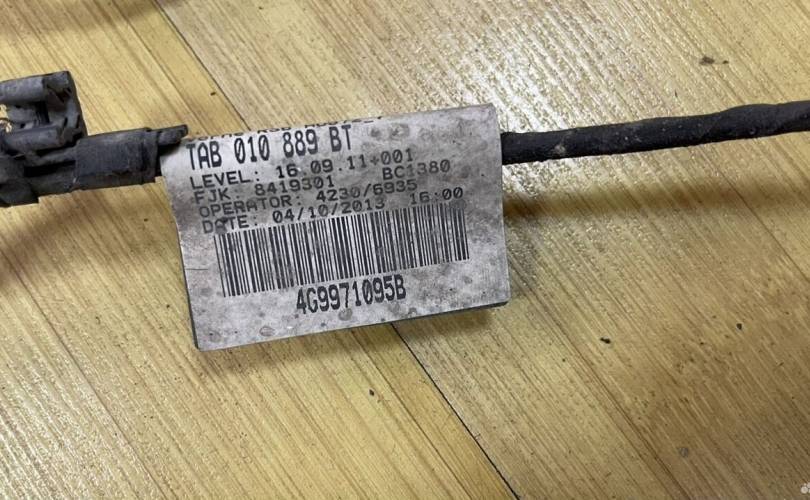 TAB 010 889 BT
LEVEL: 16.09.11+001
FJK: 8419301 BC1380
OPERATOR: 4230/6935
DATE: 04/10/2013 16:00
4G9971095B